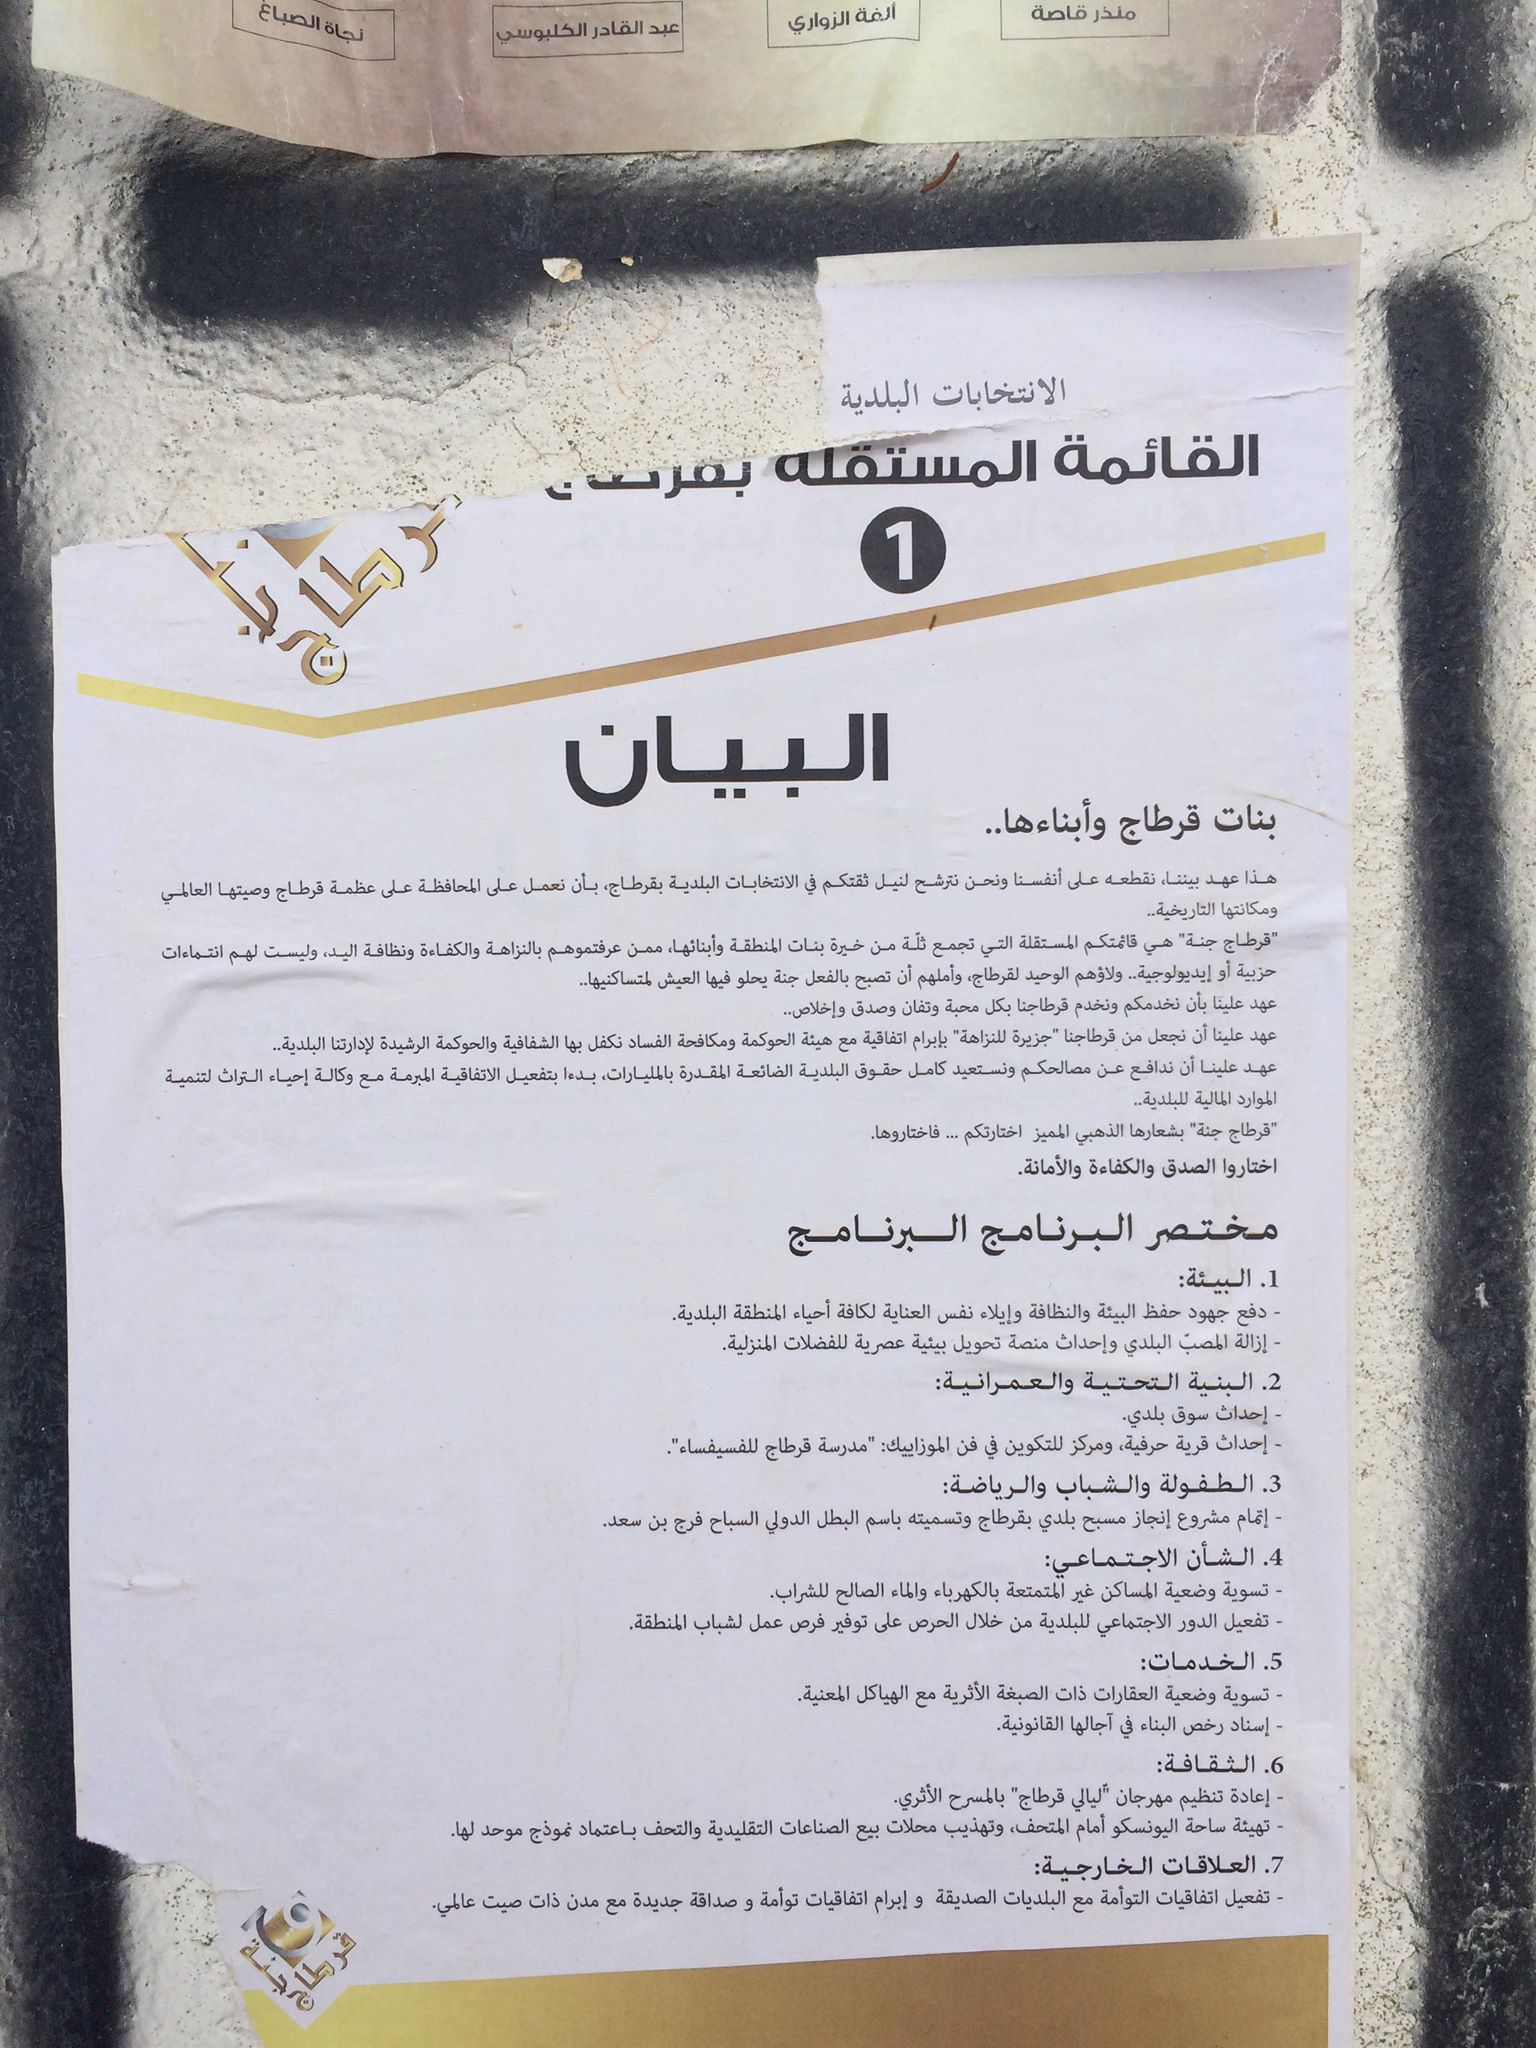 منذر قاصة
ألفة الزواري
عبد القادر الكلبوسي
نجاة الصباغ
الانتخابات البلدية
القائمة المستقلة بقرطاج
1
قرطاج
البيان
بنات قرطاج وأبناءها..
هذا عهد بيننا، نقطعه على أنفسنا ونحن نترشح لنيل ثقتكم في الانتخابات البلدية بقرطاج، بأن نعمل على المحافظة على عظمة قرطاج وصيتها العالمي
ومكانتها التاريخية..
"قرطاج جنة" هي قائمتكم المستقلة التي تجمع ثلّة من خيرة بنات المنطقة وأبنائها، ممن عرفتموهم بالنزاهة والكفاءة ونظافة اليد، وليست لهم انتماءات
حزبية أو إيديولوجية.. ولاؤهم الوحيد لقرطاج، وأملهم أن تصبح بالفعل جنة يحلو فيها العيش لمتساكنيها..
عهد علينا بأن نخدمكم ونخدم قرطاجنا بكل محبة وتفان وصدق وإخلاص..
عهد علينا أن نجعل من قرطاجنا "جزيرة للنزاهة" بإبرام اتفاقية مع هيئة الحوكمة ومكافحة الفساد نكفل بها الشفافية والحوكمة الرشيدة لإدارتنا البلدية..
عهد علينا أن ندافع عن مصالحكم ونستعيد كامل حقوق البلدية الضائعة المقدرة بالمليارات، بدءا بتفعيل الاتفاقية المبرمة مع وكالة إحياء التراث لتنمية
الموارد المالية للبلدية..
"قرطاج جنة" بشعارها الذهبي المميز اختارتكم ... فاختاروها.
اختاروا الصدق والكفاءة والأمانة.
مختصر البرنامج البرنامج
1. البيئة:
- دفع جهود حفظ البيئة والنظافة وإيلاء نفس العناية لكافة أحياء المنطقة البلدية.
- إزالة المصبّ البلدي وإحداث منصة تحويل بيئية عصرية للفضلات المنزلية.
2. البنية التحتية والعمرانية:
- إحداث سوق بلدي.
- إحداث قرية حرفية، ومركز للتكوين في فن الموزاييك: "مدرسة قرطاج للفسيفساء".
3. الطفولة والشباب والرياضة:
- إتمام مشروع إنجاز مسبح بلدي بقرطاج وتسميته باسم البطل الدولي السباح فرج بن سعد.
4. الشأن الاجتماعي:
- تسوية وضعية المساكن غير المتمتعة بالكهرباء والماء الصالح للشراب.
- تفعيل الدور الاجتماعي للبلدية من خلال الحرص على توفير فرص عمل لشباب المنطقة.
5. الخدمات:
- تسوية وضعية العقارات ذات الصبغة الأثرية مع الهياكل المعنية.
- إسناد رخص البناء في آجالها القانونية.
6. الثقافة:
- إعادة تنظيم مهرجان "ليالي قرطاج" بالمسرح الأثري.
- تهيئة ساحة اليونسكو أمام المتحف، وتهذيب محلات بيع الصناعات التقليدية والتحف باعتماد نموذج موحد لها.
7. العلاقات الخارجية:
- تفعيل اتفاقيات التوأمة مع البلديات الصديقة و إبرام اتفاقيات توأمة و صداقة جديدة مع مدن ذات صيت عالمي.
قرطاج جنة